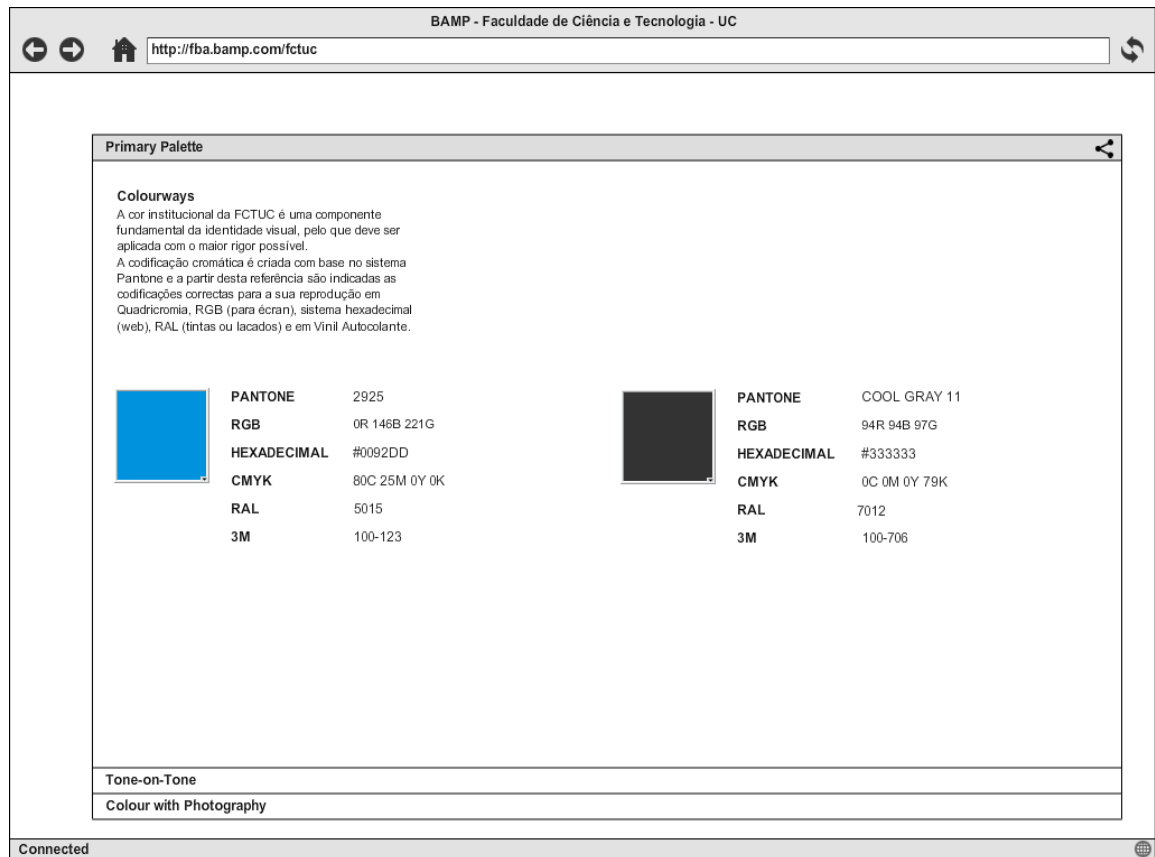 BAMP - Faculdade de Ciência e Tecnologia - UC
http://fba.bamp.com/fctuc
Primary Palette
Colourways
A cor institucional da FCTUC é uma componente
fundamental da identidade visual, pelo que deve ser
aplicada com o maior rigor possível.
A codificação cromática é criada com base no sistema
Pantone e a partir desta referência são indicadas as
codificações correctas para a sua reprodução em
Quadricromia, RGB (para écran), sistema hexadecimal
(web), RAL (tintas ou lacados) e em Vinil Autocolante.
PANTONE 2925
RGB 0R 146B 221G
HEXADECIMAL #0092DD
CMYK 80C 25M 0Y 0K
RAL 5015
3M 100-123
PANTONE COOL GRAY 11
RGB 94R 94B 97G
HEXADECIMAL #333333
CMYK 0C 0M 0Y 79K
RAL 7012
3M 100-706
Tone-on-Tone
Colour with Photography
Connected